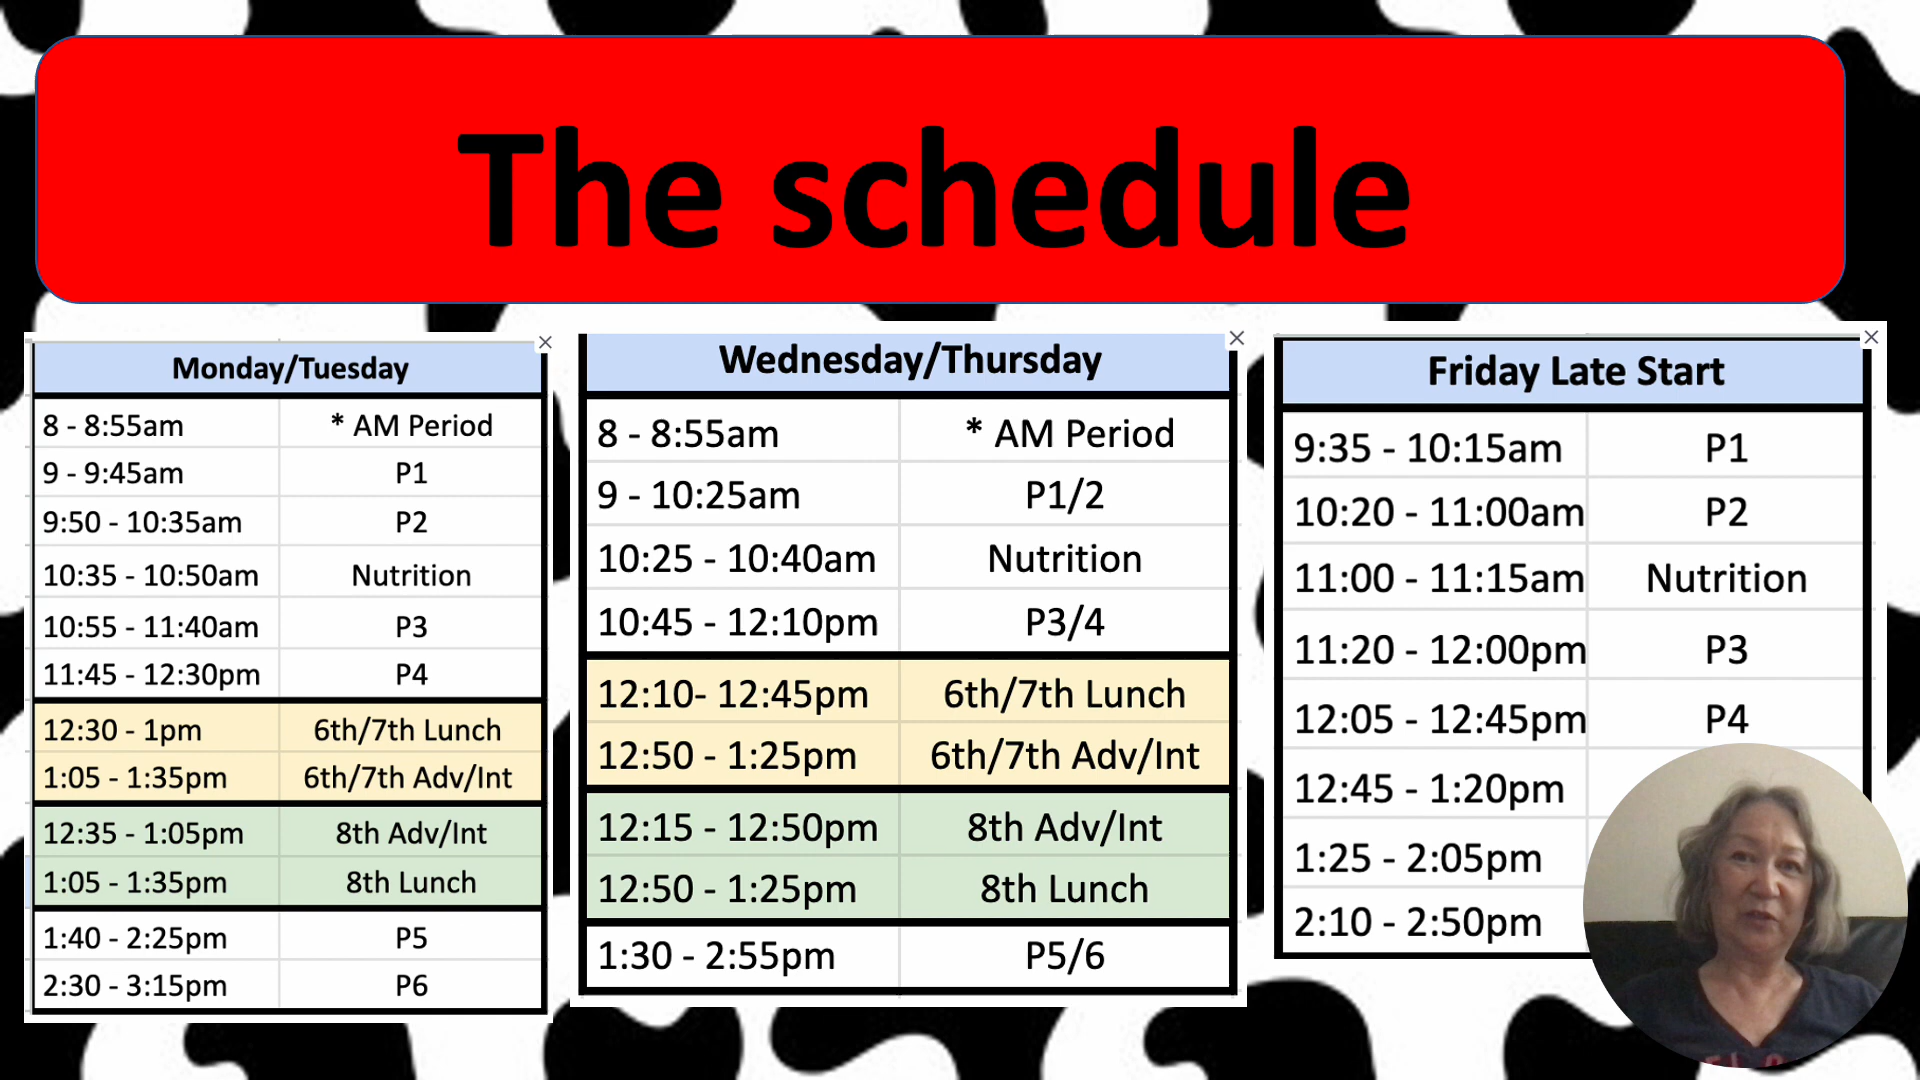 The schedule
Monday/Tuesday
8 - 8:55am * AM Period
9 - 9:45am P1
9:50 - 10:35am P2
10:35 - 10:50am Nutrition
10:55 - 11:40am P3
11:45 - 12:30pm P4
12:30 - 1pm 6th/7th Lunch
1:05 - 1:35pm 6th/7th Adv/Int
12:35 - 1:05pm 8th Adv/Int
1:05 - 1:35pm 8th Lunch
1:40 - 2:25pm P5
2:30 - 3:15pm P6
Wednesday/Thursday
8 - 8:55am * AM Period
9 - 10:25am P1/2
10:25 - 10:40am Nutrition
10:45 - 12:10pm P3/4
12:10- 12:45pm 6th/7th Lunch
12:50 - 1:25pm 6th/7th Adv/Int
12:15 - 12:50pm 8th Adv/Int
12:50 - 1:25pm 8th Lunch
1:30 - 2:55pm P5/6
Friday Late Start
9:35 - 10:15am P1
10:20 - 11:00am P2
11:00 - 11:15am Nutrition
11:20 - 12:00pm P3
12:05 - 12:45pm P4
12:45 - 1:20pm
1:25 - 2:05pm
2:10 - 2:50pm